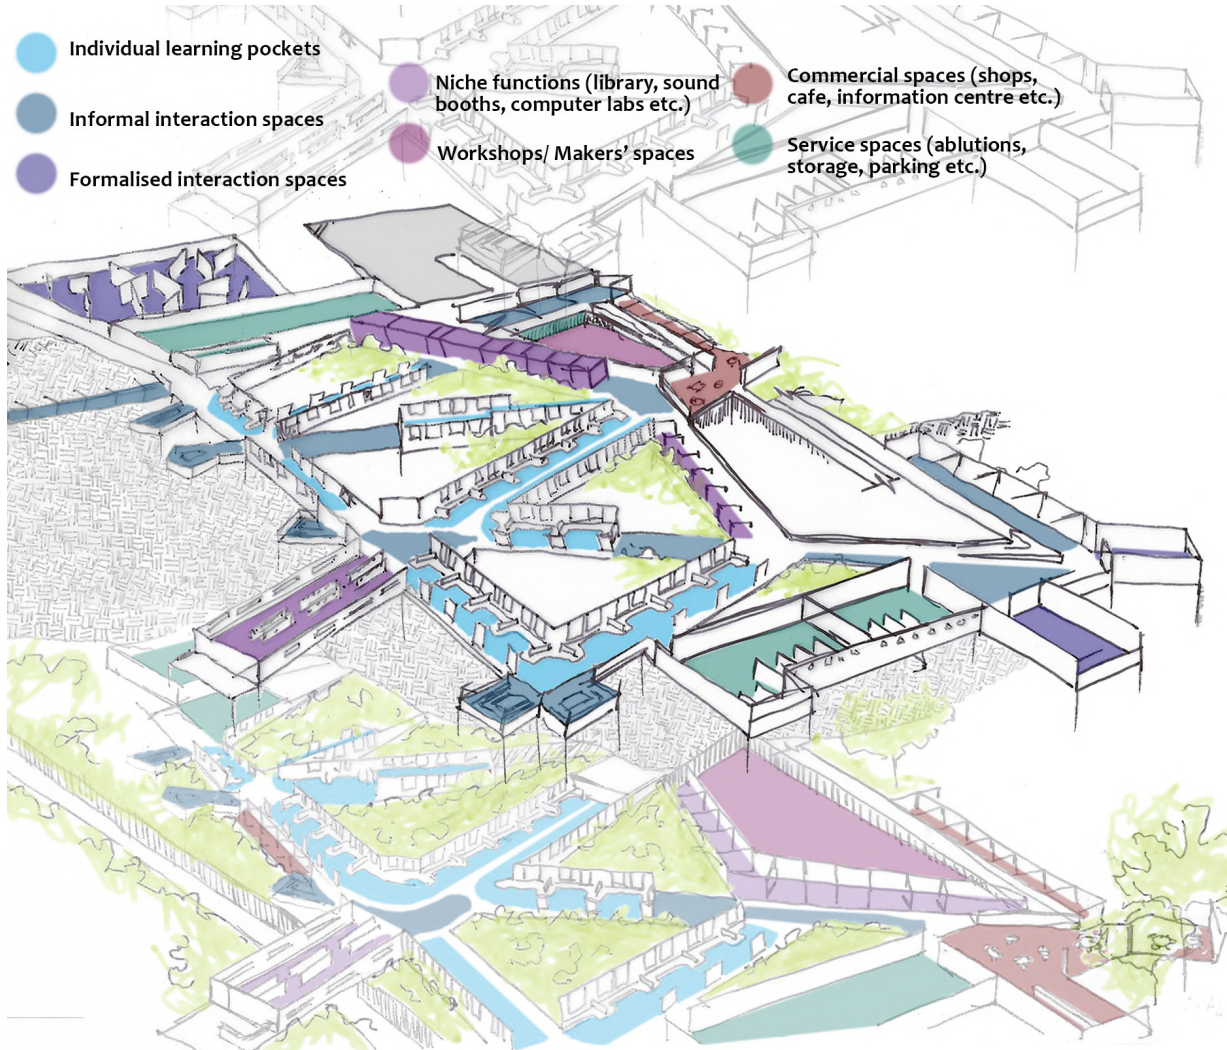 Individual learning pockets
Informal interaction spaces
Formalised interaction spaces
Niche functions (library, sound
booths, computer labs etc.)
Workshops/ Makers' spaces
Commercial spaces (shops,
cafe, information centre etc.)
Service spaces (ablutions,
storage, parking etc.)